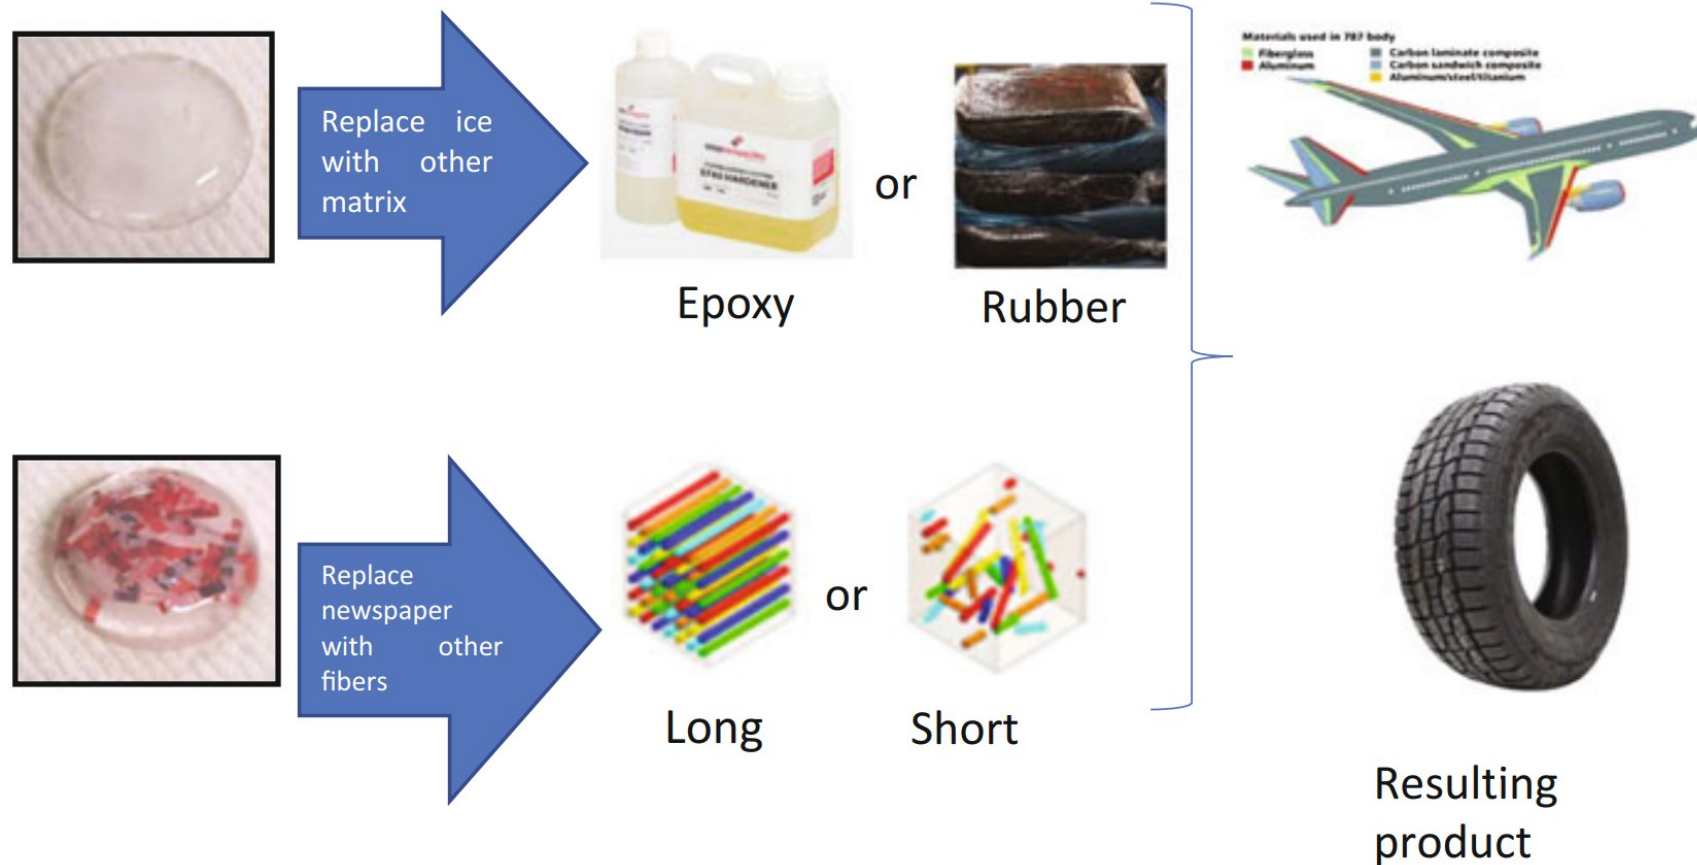 Replace ice
with other
matrix
Epoxy
or
Rubber
Materials used in 787 body
Fiberglass
Aluminum
Carbon laminate composite
Carbon sandwich composite
Aluminum/steel/titanium
Replace
newspaper
with other
fibers
Long
or
Short
HARDENER
Resulting
product